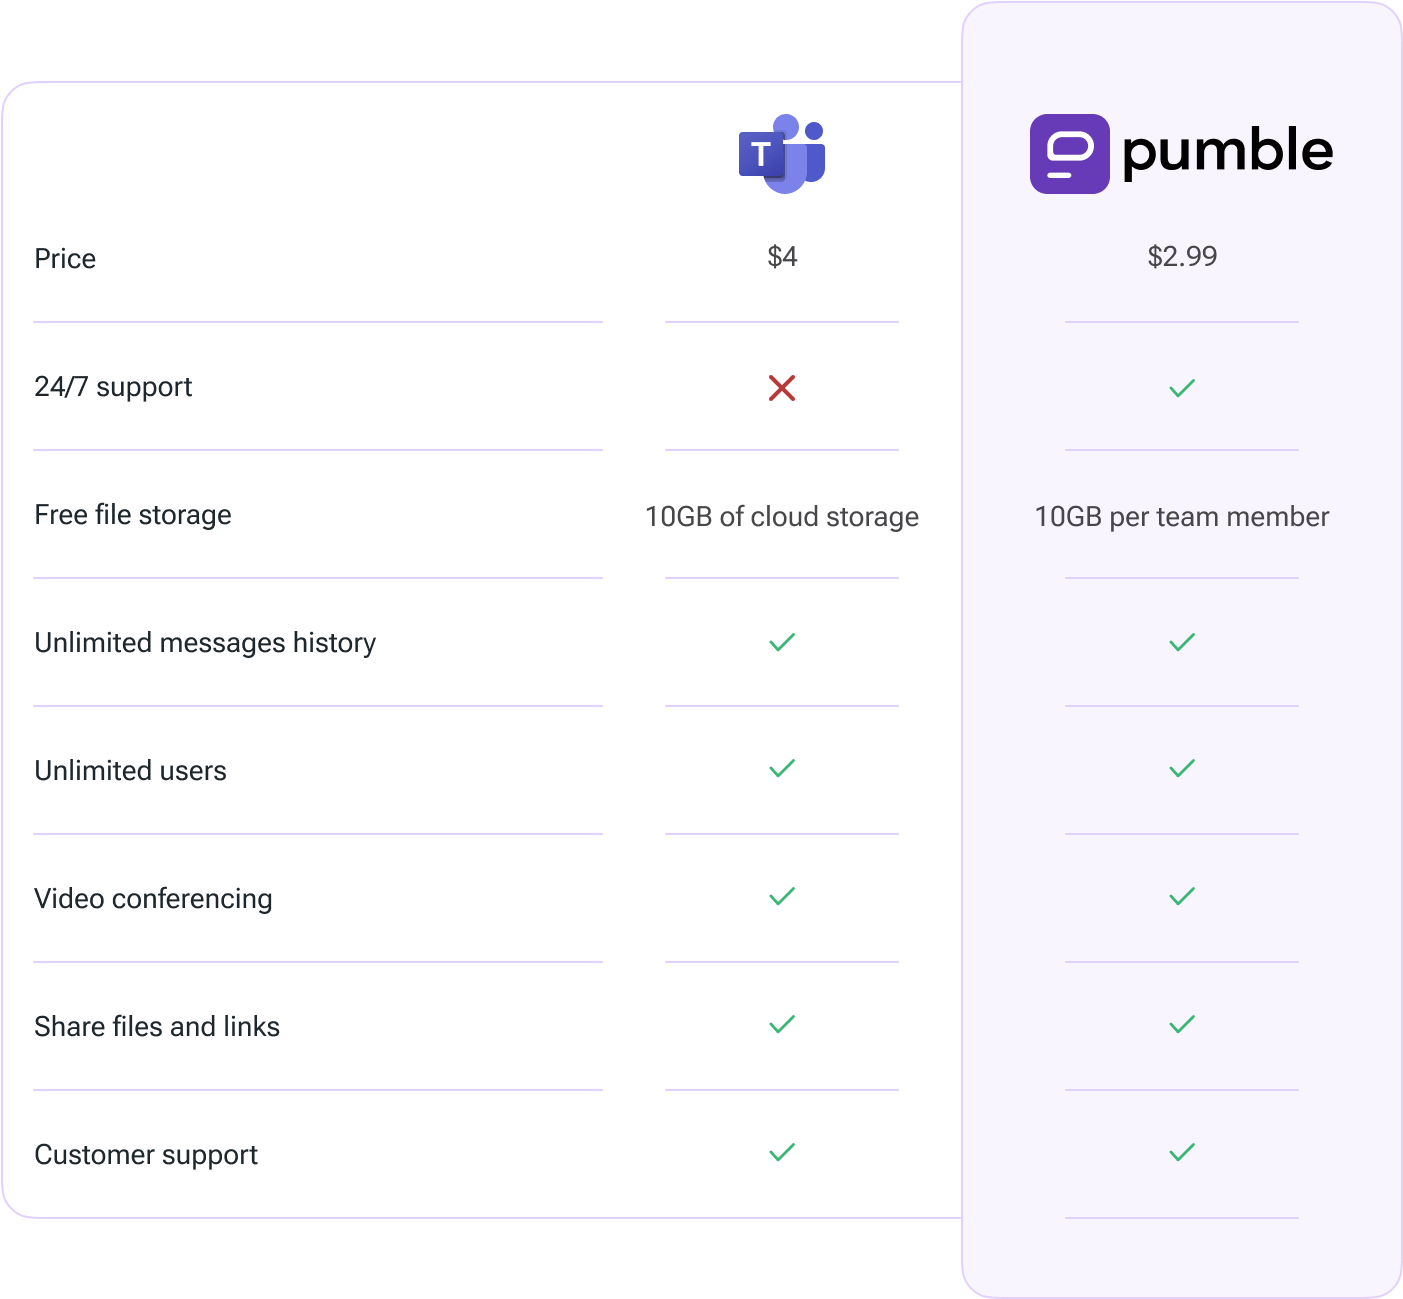 T
pumble
Price $4 $2.99
24/7 support
Free file storage 10GB of cloud storage 10GB per team member
Unlimited messages history
Unlimited users
Video conferencing
Share files and links
Customer support